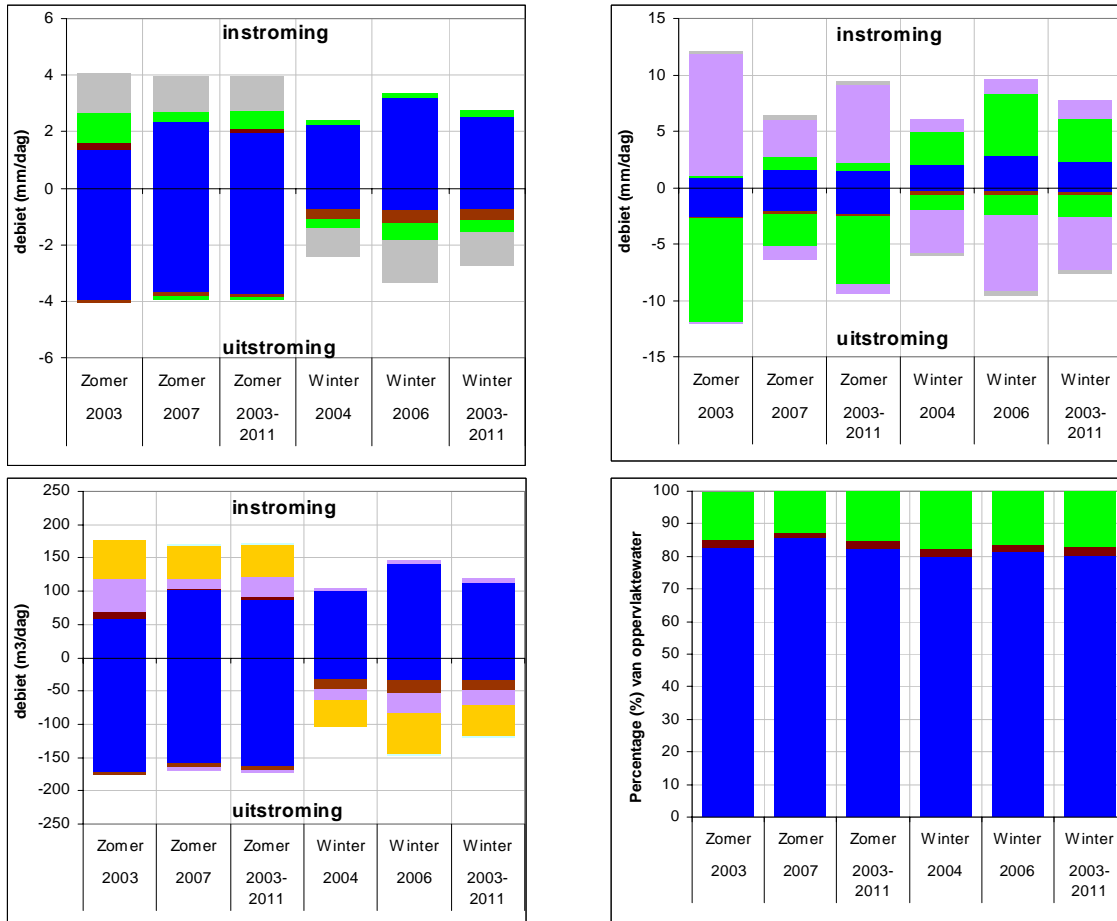 6
4
2
0
-2
-4
-6
debiet (mm/dag)
instroming
uitstroming
Zomer Zomer Zomer Winter Winter Winter
2003 2007 2003- 2004 2006 2003-
2011 2011
15
10
5
0
-5
-10
-15
debiet (mm/dag)
instroming
uitstroming
Zomer Zomer Zomer Winter Winter Winter
2003 2007 2003- 2004 2006 2003-
2011 2011
250
200
150
100
50
0
-50
-100
-150
-200
-250
debiet (m3/dag)
instroming
uitstroming
Zomer Zomer Zomer Winter Winter Winter
2003 2007 2003- 2004 2006 2003-
2011 2011
100
90
80
70
60
50
40
30
20
10
0
Percentage (%) van oppervlaktewater
Zomer Zomer Zomer Winter Winter Winter
2003 2007 2003- 2004 2006 2003-
2011 2011